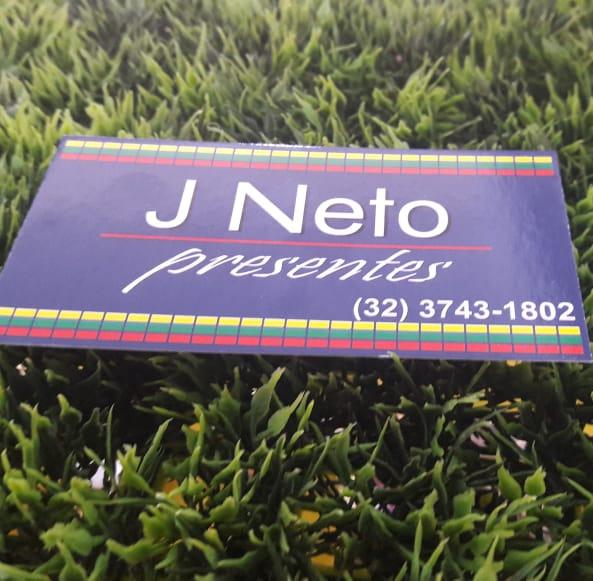 J Neto
presentes
(32) 3743-1802